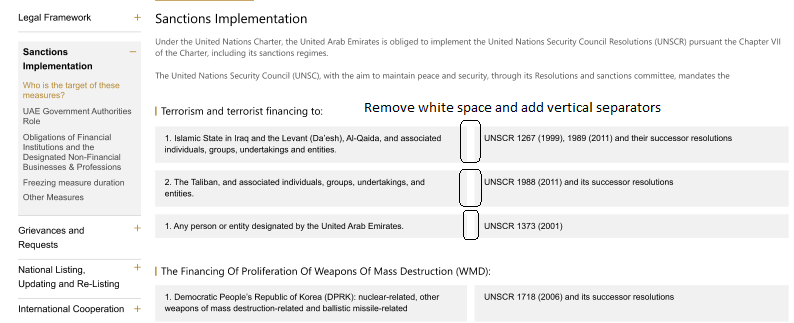 Legal Framework +
Sanctions Implementation −
Who is the target of these measures?
UAE Government Authorities Role
Obligations of Financial Institutions and the Designated Non-Financial Businesses & Professions
Freezing measure duration
Other Measures
Grievances and Requests +
National Listing, Updating and Re-Listing +
International Cooperation +
Sanctions Implementation
Under the United Nations Charter, the United Arab Emirates is obliged to implement the United Nations Security Council Resolutions (UNSCR) pursuant the Chapter VII
of the Charter, including its sanctions regimes.
The United Nations Security Council (UNSC), with the aim to maintain peace and security, through its Resolutions and sanctions committee, mandates the
Remove white space and add vertical separators
Terrorism and terrorist financing to:
1. Islamic State in Iraq and the Levant (Da'esh), Al-Qaida, and associated
individuals, groups, undertakings and entities.
UNSCR 1267 (1999), 1989 (2011) and their successor resolutions
2. The Taliban, and associated individuals, groups, undertakings, and
entities.
UNSCR 1988 (2011) and its successor resolutions
1. Any person or entity designated by the United Arab Emirates.
UNSCR 1373 (2001)
The Financing Of Proliferation Of Weapons Of Mass Destruction (WMD):
1. Democratic People's Republic of Korea (DPRK): nuclear-related, other
weapons of mass destruction-related and ballistic missile-related
UNSCR 1718 (2006) and its successor resolutions